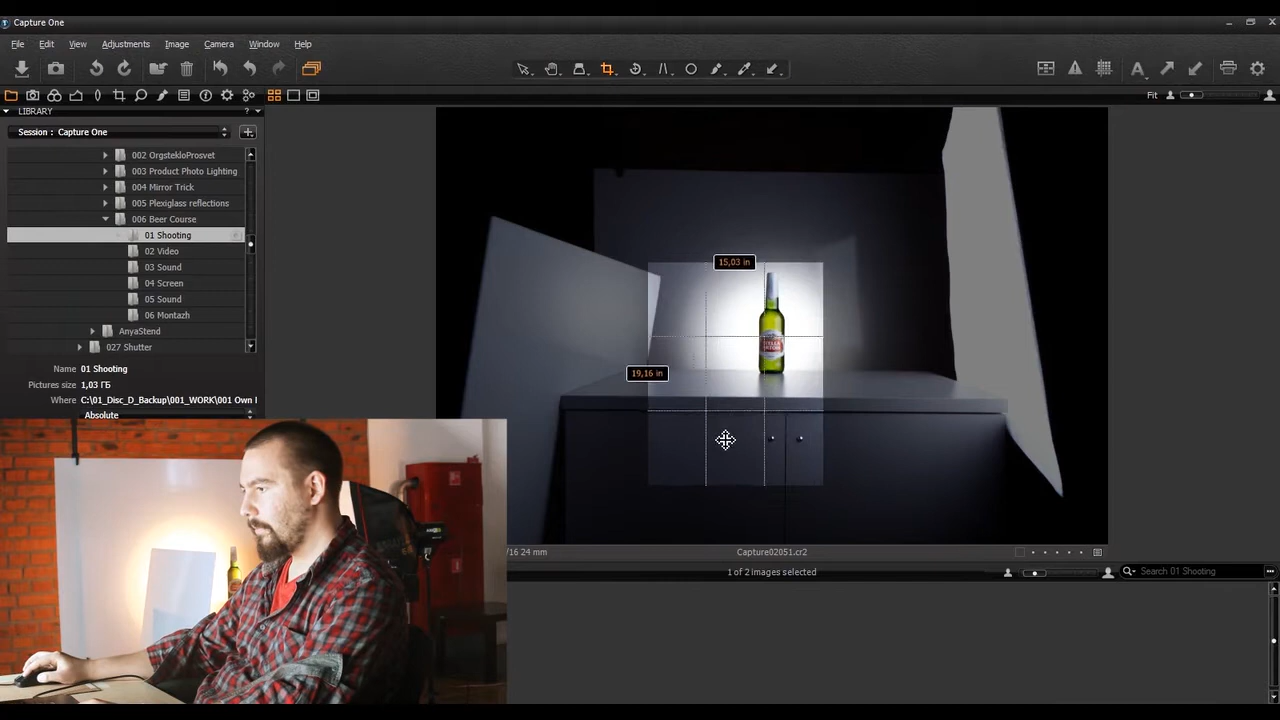 Capture One
File Edit View Adjustments Image Camera Window Help
Fit
LIBRARY ?
Session : Capture One
002 OrgstekloProsvet
003 Product Photo Lighting
004 Mirror Trick
005 Plexiglass reflections
006 Beer Course
01 Shooting
02 Video
03 Sound
04 Screen
05 Sound
06 Montazh
AnyaStend
027 Shutter
Name 01 Shooting
Pictures size 1,03 ГБ
Where C:\01_Disc_D_Backup\001_WORK\001 Own I
Absolute
15,03 in
19,16 in
STELLA
ARTOIS
/16 24 mm
Capture02051.cr2
1 of 2 images selected
Search 01 Shooting